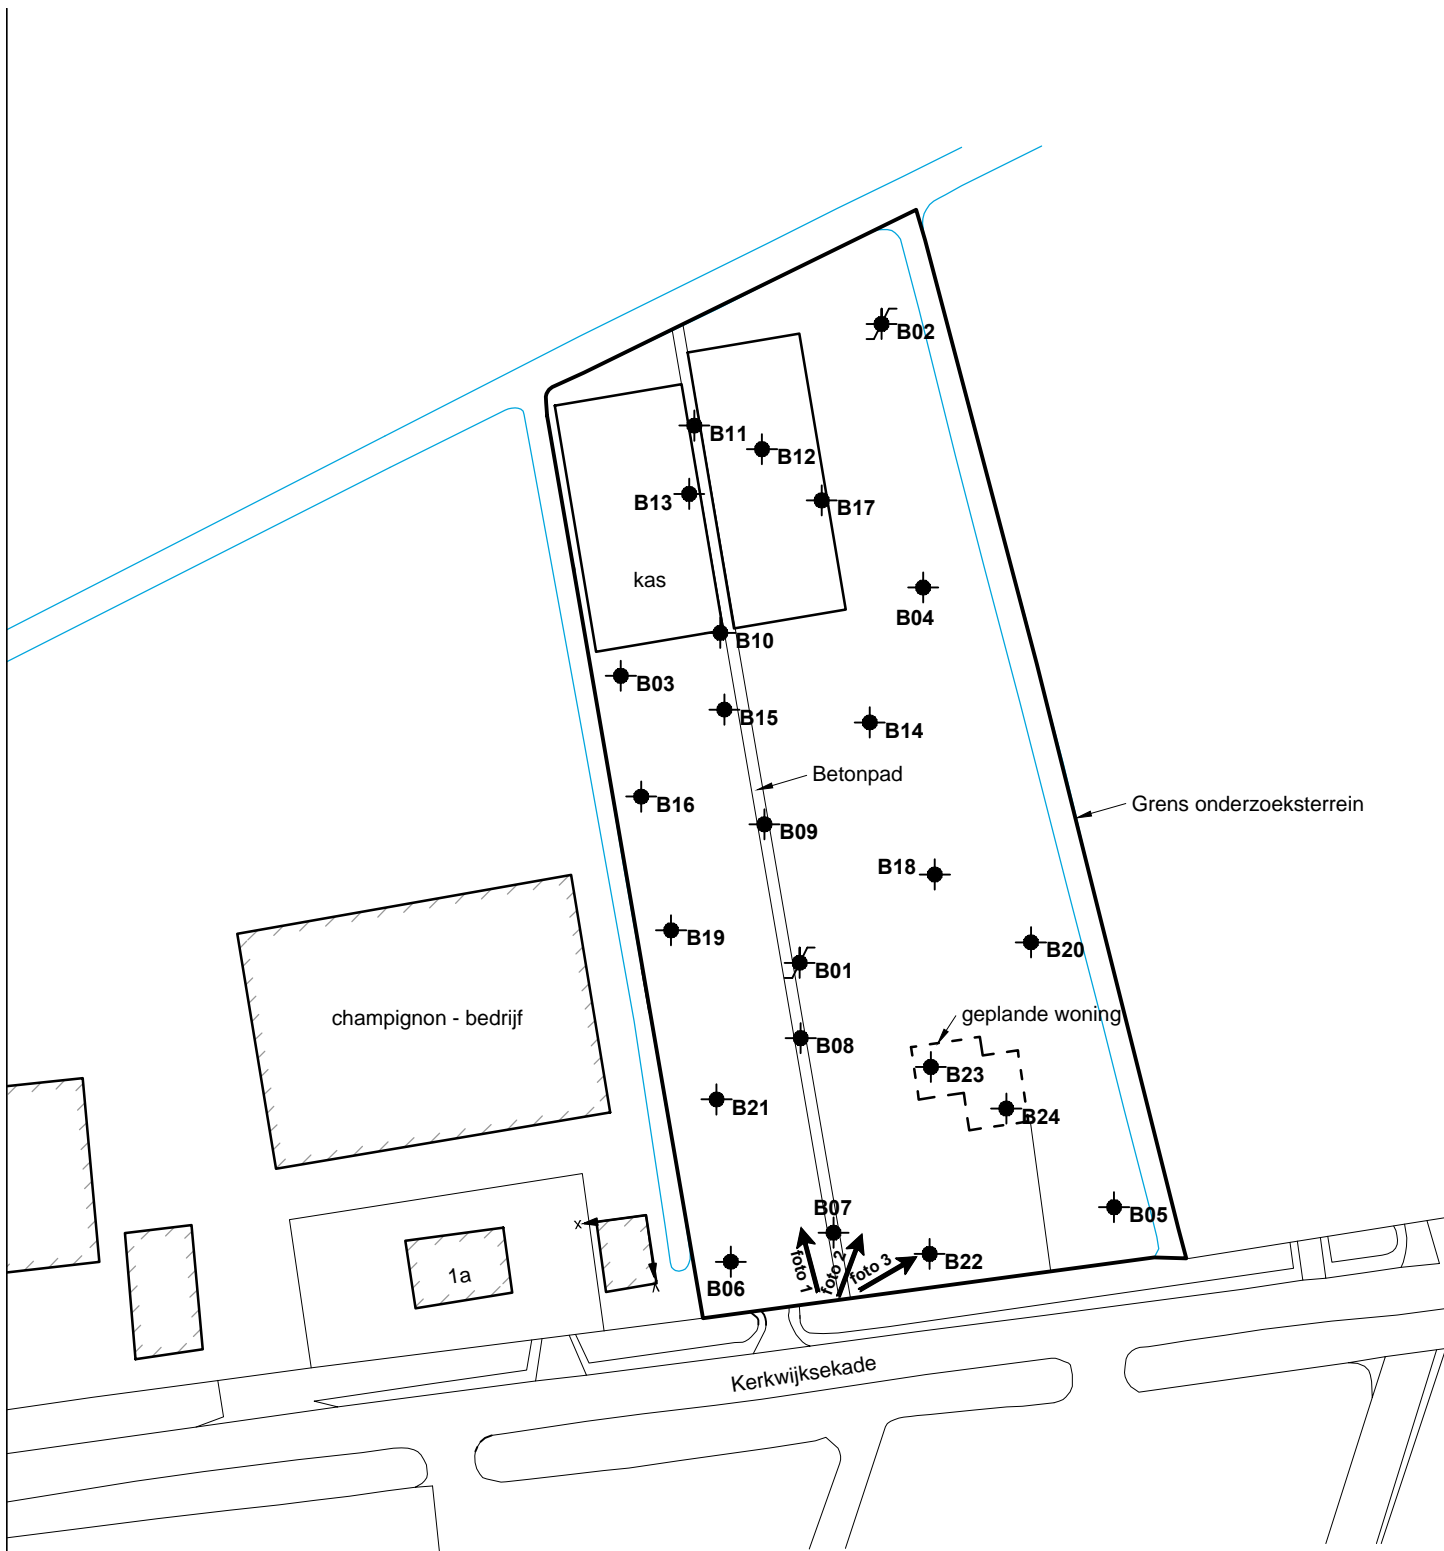 B02
B11
B12
B13
B17
kas
B04
B10
B03
B15
B14
Betonpad
B16
Grens onderzoeksterrein
B09
B18
B19
B20
B01
geplande woning
champignon - bedrijf
B08
B23
B21
B24
B07
B05
x
foto 1
foto 2
foto 3
B22
1a
B06
x
Kerkwijksekade